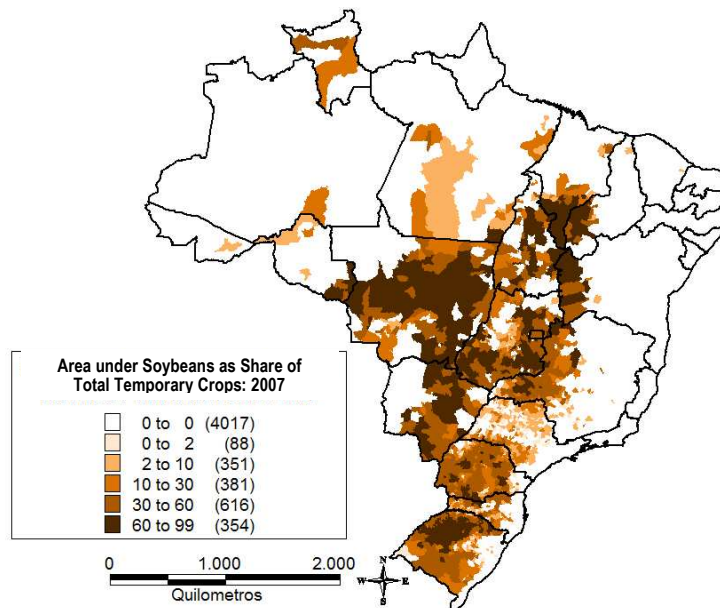 Area under Soybeans as Share of
Total Temporary Crops: 2007
0 to 0 (4017)
0 to 2 (88)
2 to 10 (351)
10 to 30 (381)
30 to 60 (616)
60 to 99 (354)
0 1.000 2.000
Quilometros
N
W E
S